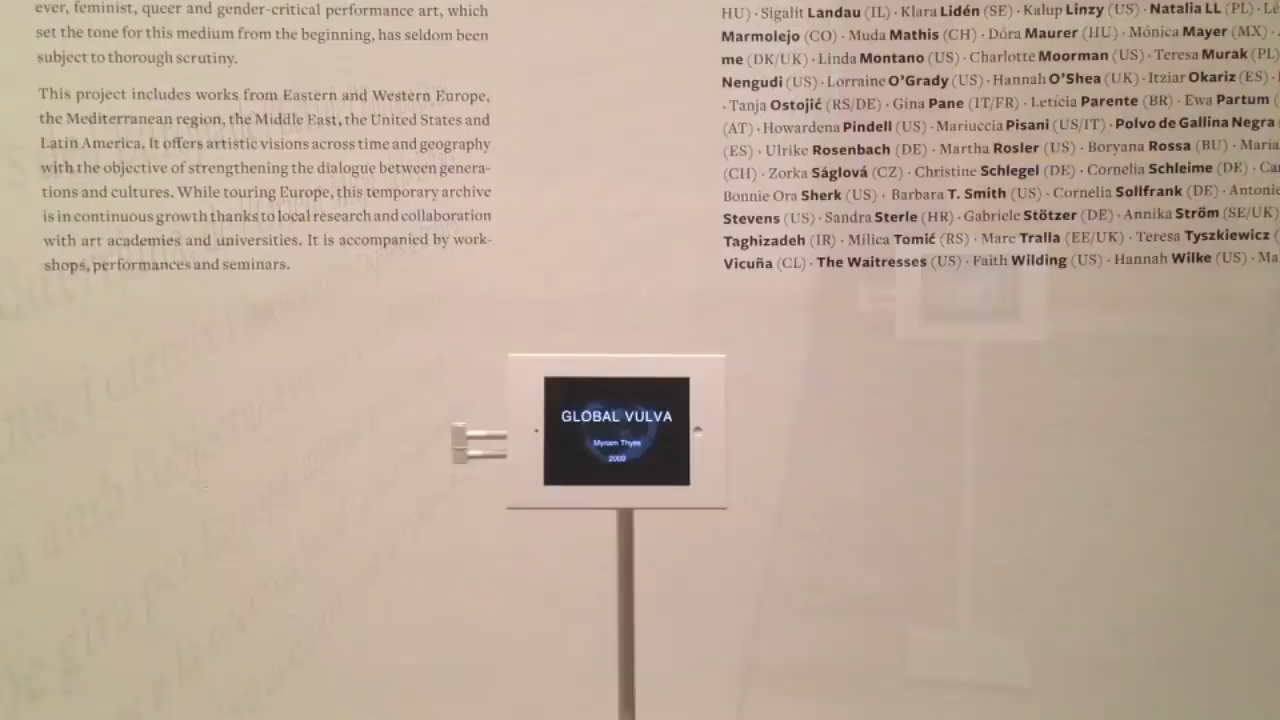 ever, feminist, queer and gender-critical performance art, which
set the tone for this medium from the beginning, has seldom been
subject to thorough scrutiny.
This project includes works from Eastern and Western Europe,
the Mediterranean region, the Middle East, the United States and
Latin America. It offers artistic visions across time and geography
with the objective of strengthening the dialogue between genera-
tions and cultures. While touring Europe, this temporary archive
is in continuous growth thanks to local research and collaboration
with art academies and universities. It is accompanied by work-
shops, performances and seminars.
HU) · Sigalit Landau (IL) · Klara Lidén (SE) · Kalup Linzy (US) · Natalia LL (PL) · Lé
Marmolejo (CO) · Muda Mathis (CH) · Dóra Maurer (HU) · Mónica Mayer (MX) ·
me (DK/UK) · Linda Montano (US) · Charlotte Moorman (US) · Teresa Murak (PL)
Nengudi (US) · Lorraine O'Grady (US) · Hannah O'Shea (UK) · Itziar Okariz (ES) ·
· Tanja Ostojić (RS/DE) · Gina Pane (IT/FR) · Letícia Parente (BR) · Ewa Partum (
(AT) · Howardena Pindell (US) · Mariuccia Pisani (US/IT) · Polvo de Gallina Negra
(ES) · Ulrike Rosenbach (DE) · Martha Rosler (US) · Boryana Rossa (BU) · Maria
(CH) · Zorka Ságlová (CZ) · Christine Schlegel (DE) · Cornelia Schleime (DE) · Ca
Bonnie Ora Sherk (US) · Barbara T. Smith (US) · Cornelia Sollfrank (DE) · Antonie
Stevens (US) · Sandra Sterle (HR) · Gabriele Stötzer (DE) · Annika Ström (SE/UK)
Taghizadeh (IR) · Milica Tomić (RS) · Marc Tralla (EE/UK) · Teresa Tyszkiewicz (
Vicuña (CL) · The Waitresses (US) · Faith Wilding (US) · Hannah Wilke (US) · Ma
GLOBAL VULVA
Myriam Thyes
2009